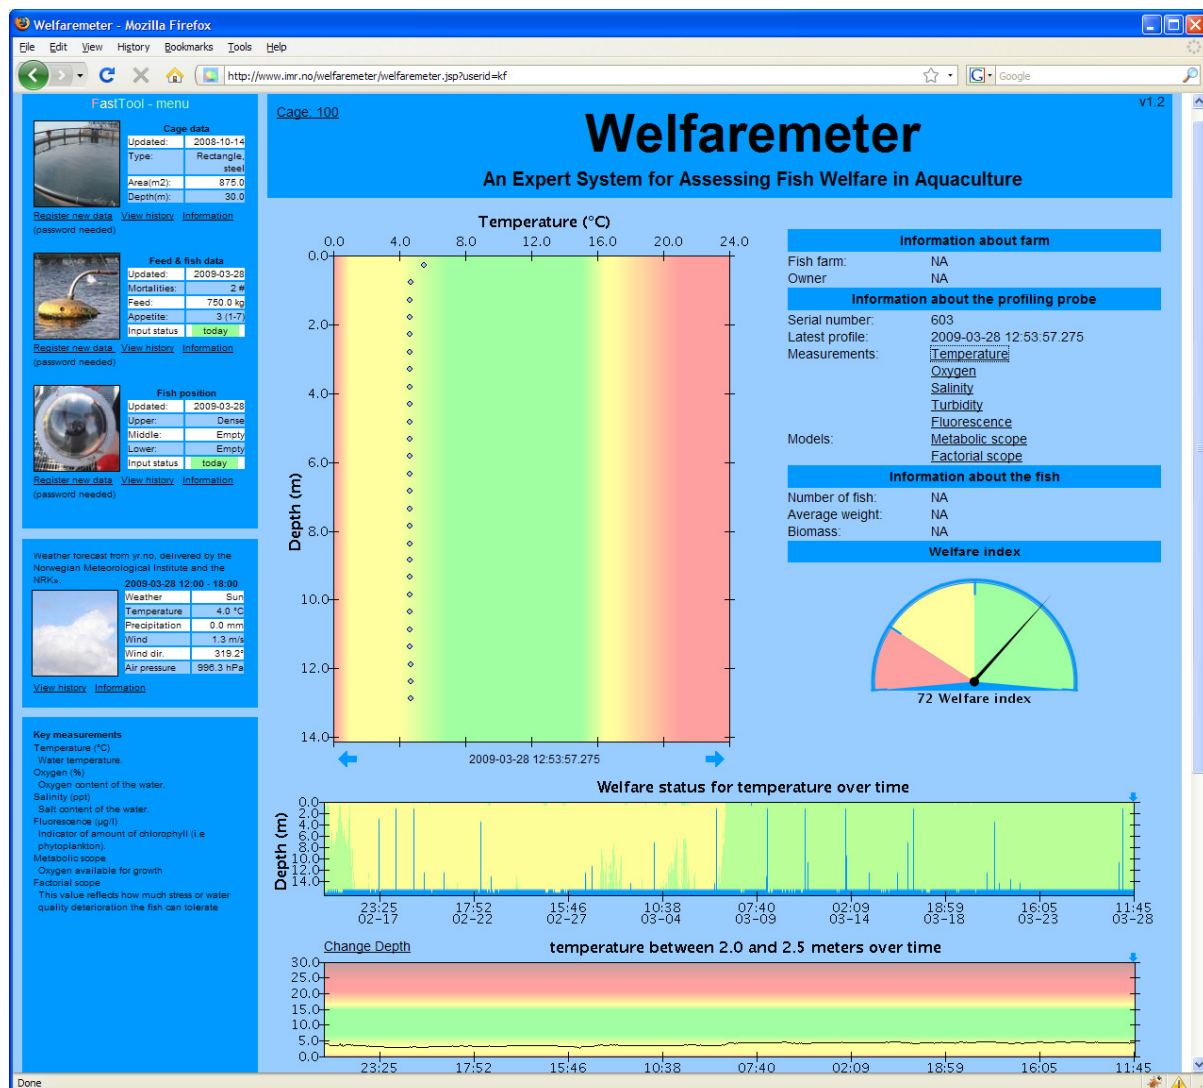 Welfaremeter - Mozilla Firefox
File Edit View History Bookmarks Tools Help
http://www.imr.no/welfaremeter/welfaremeter.jsp?userid=kf
Google
FastTool - menu
Cage data
Updated: 2008-10-14
Type: Rectangle, steel
Area(m2): 875.0
Depth(m): 30.0
Register new data View history Information
(password needed)
Feed & fish data
Updated: 2009-03-28
Mortalities: 2 #
Feed: 750.0 kg
Appetite: 3 (1-7)
Input status today
Register new data View history Information
(password needed)
Fish position
Updated: 2009-03-28
Upper: Dense
Middle: Empty
Lower: Empty
Input status today
Register new data View history Information
(password needed)
Weather forecast from yr.no, delivered by the
Norwegian Meteorological Institute and the
NRK».
2009-03-28 12:00 - 18:00
Weather Sun
Temperature 4.0 °C
Precipitation 0.0 mm
Wind 1.3 m/s
Wind dir. 319.2°
Air pressure 996.3 hPa
View history Information
Key measurements
Temperature (°C)
Water temperature.
Oxygen (%)
Oxygen content of the water.
Salinity (ppt)
Salt content of the water.
Fluorescence (µg/l)
Indicator of amount of chlorophyll (i.e
phytoplankton).
Metabolic scope
Oxygen available for growth
Factorial scope
This value reflects how much stress or water
quality deterioration the fish can tolerate
Cage: 100
v1.2
Welfaremeter
An Expert System for Assessing Fish Welfare in Aquaculture
Temperature (°C)
0.0 4.0 8.0 12.0 16.0 20.0 24.0
Depth (m)
0.0
2.0
4.0
6.0
8.0
10.0
12.0
14.0
2009-03-28 12:53:57.275
Information about farm
Fish farm: NA
Owner NA
Information about the profiling probe
Serial number: 603
Latest profile: 2009-03-28 12:53:57.275
Measurements: Temperature
Oxygen
Salinity
Turbidity
Fluorescence
Models: Metabolic scope
Factorial scope
Information about the fish
Number of fish: NA
Average weight: NA
Biomass: NA
Welfare index
72 Welfare index
Welfare status for temperature over time
Depth (m)
0.0
2.0
4.0
6.0
8.0
10.0
12.0
14.0
23:25 17:52 15:46 10:38 07:40 02:09 18:59 16:05 11:45
02-17 02-22 02-27 03-04 03-09 03-14 03-18 03-23 03-28
Change Depth
temperature between 2.0 and 2.5 meters over time
30.0
25.0
20.0
15.0
10.0
5.0
0.0
23:25 17:52 15:46 10:38 07:40 02:09 18:59 16:05 11:45
Done